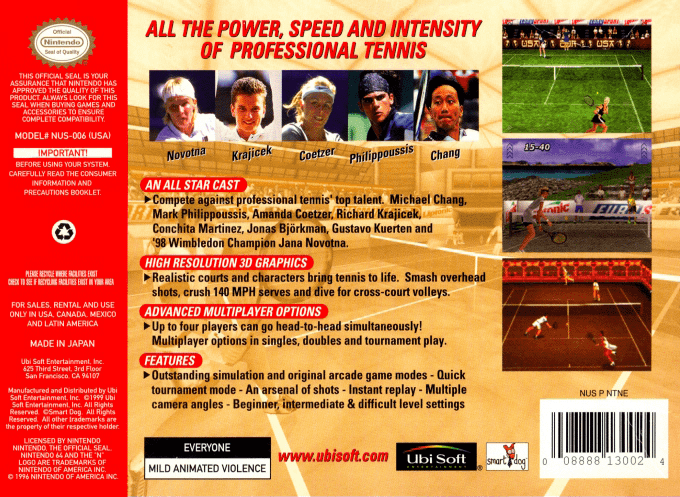 Official
Nintendo
Seal of Quality
THIS OFFICIAL SEAL IS YOUR
ASSURANCE THAT NINTENDO HAS
APPROVED THE QUALITY OF THIS
PRODUCT. ALWAYS LOOK FOR THIS
SEAL WHEN BUYING GAMES AND
ACCESSORIES TO ENSURE
COMPLETE COMPATIBILITY.
MODEL# NUS-006 (USA)
IMPORTANT!
BEFORE USING YOUR SYSTEM,
CAREFULLY READ THE CONSUMER
INFORMATION AND
PRECAUTIONS BOOKLET.
PLEASE RECYCLE WHERE FACILITIES EXIST
CHECK TO SEE IF RECYCLING FACILITIES EXIST IN YOUR AREA
FOR SALES, RENTAL AND USE
ONLY IN USA, CANADA, MEXICO
AND LATIN AMERICA
MADE IN JAPAN
Ubi Soft Entertainment, Inc.
625 Third Street, 3rd Floor
San Francisco, CA 94107
Manufactured and Distributed by Ubi
Soft Entertainment, Inc. ©1999 Ubi
Soft Entertainment, Inc. All Rights
Reserved. ©Smart Dog. All Rights
Reserved. All other trademarks are
the property of their respective holder.
LICENSED BY NINTENDO
NINTENDO, THE OFFICIAL SEAL,
NINTENDO 64 AND THE "N"
LOGO ARE TRADEMARKS OF
NINTENDO OF AMERICA INC.
© 1996 NINTENDO OF AMERICA INC.
ALL THE POWER, SPEED AND INTENSITY
OF PROFESSIONAL TENNIS
Novotna Krajicek Coetzer Philippoussis Chang
AN ALL STAR CAST
▶Compete against professional tennis' top talent. Michael Chang,
Mark Philippoussis, Amanda Coetzer, Richard Krajicek,
Conchita Martinez, Jonas Björkman, Gustavo Kuerten and
'98 Wimbledon Champion Jana Novotna.
HIGH RESOLUTION 3D GRAPHICS
▶Realistic courts and characters bring tennis to life. Smash overhead
shots, crush 140 MPH serves and dive for cross-court volleys.
ADVANCED MULTIPLAYER OPTIONS
▶Up to four players can go head-to-head simultaneously!
Multiplayer options in singles, doubles and tournament play.
FEATURES
▶Outstanding simulation and original arcade game modes - Quick
tournament mode - An arsenal of shots - Instant replay - Multiple
camera angles - Beginner, intermediate & difficult level settings
EVERYONE
MILD ANIMATED VIOLENCE
www.ubisoft.com
Ubi Soft
ENTERTAINMENT
®
smart dog
USA
USA
15-40
NUS P NTNE
0 08888 13002 4